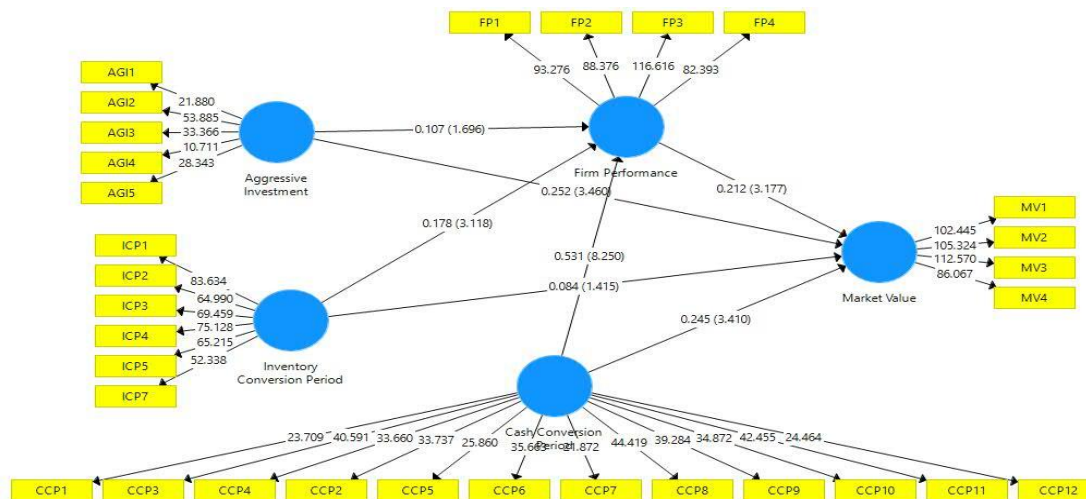 FP1
FP2
FP3
FP4
93.276
88.376
116.616
82.393
AGI1
AGI2
AGI3
AGI4
AGI5
21.880
53.885
33.366
10.711
28.343
Aggressive
Investment
0.107 (1.696)
Firm Performance
0.252 (3.460)
0.212 (3.177)
0.178 (3.118)
0.531 (8.250)
0.084 (1.415)
0.245 (3.410)
MV1
MV2
MV3
MV4
102.445
105.324
112.570
86.067
Market Value
ICP1
ICP2
ICP3
ICP4
ICP5
ICP7
83.634
64.990
69.459
75.128
65.215
52.338
Inventory
Conversion Period
Cash Conversion
Period
23.709
40.591
33.660
33.737
25.860
35.663
44.419
39.284
34.872
42.455
24.464
CCP1
CCP3
CCP4
CCP2
CCP5
CCP6
CCP7
CCP8
CCP9
CCP10
CCP11
CCP12